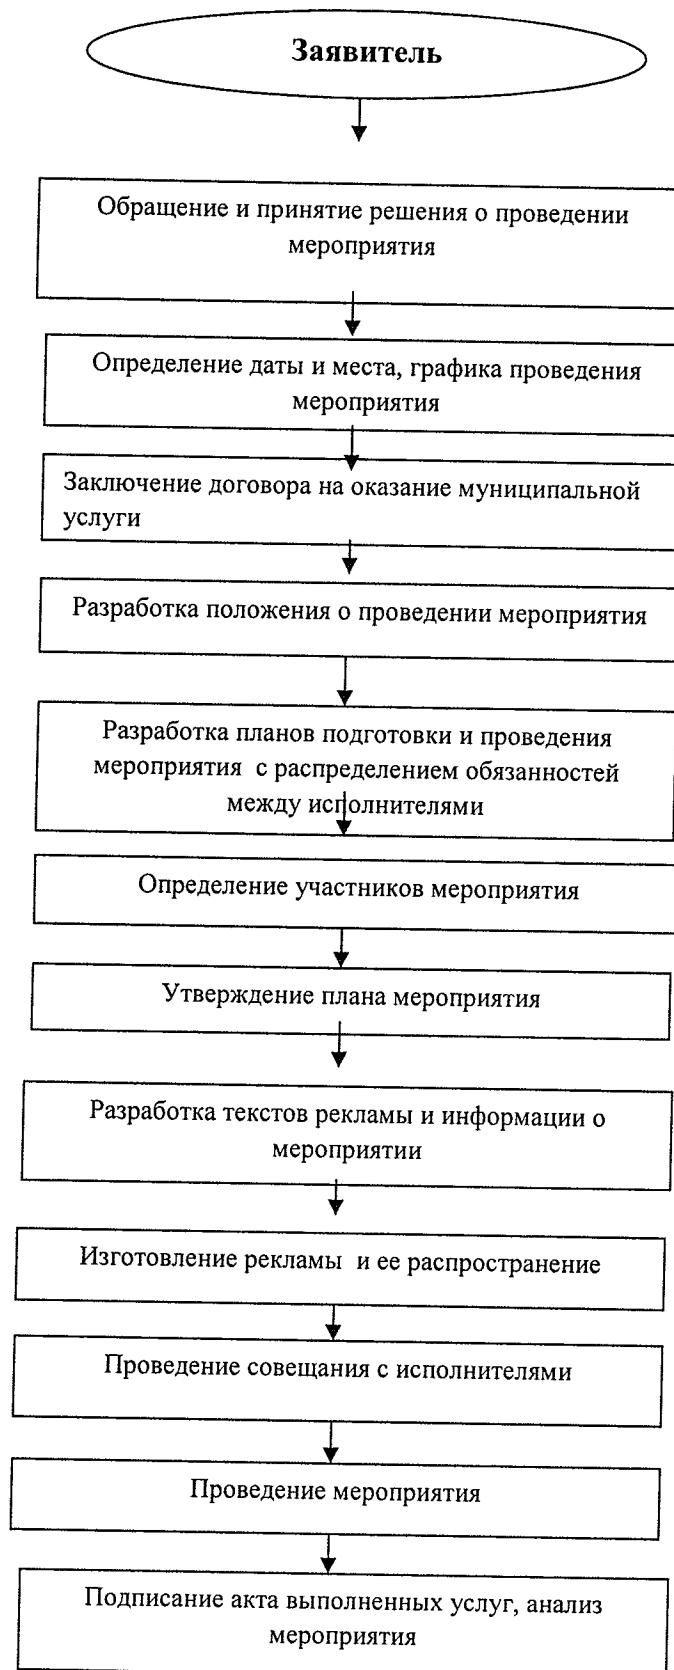 Заявитель
Обращение и принятие решения о проведении
мероприятия
Определение даты и места, графика проведения
мероприятия
Заключение договора на оказание муниципальной
услуги
Разработка положения о проведении мероприятия
Разработка планов подготовки и проведения
мероприятия с распределением обязанностей
между исполнителями
Определение участников мероприятия
Утверждение плана мероприятия
Разработка текстов рекламы и информации о
мероприятии
Изготовление рекламы и ее распространение
Проведение совещания с исполнителями
Проведение мероприятия
Подписание акта выполненных услуг, анализ
мероприятия